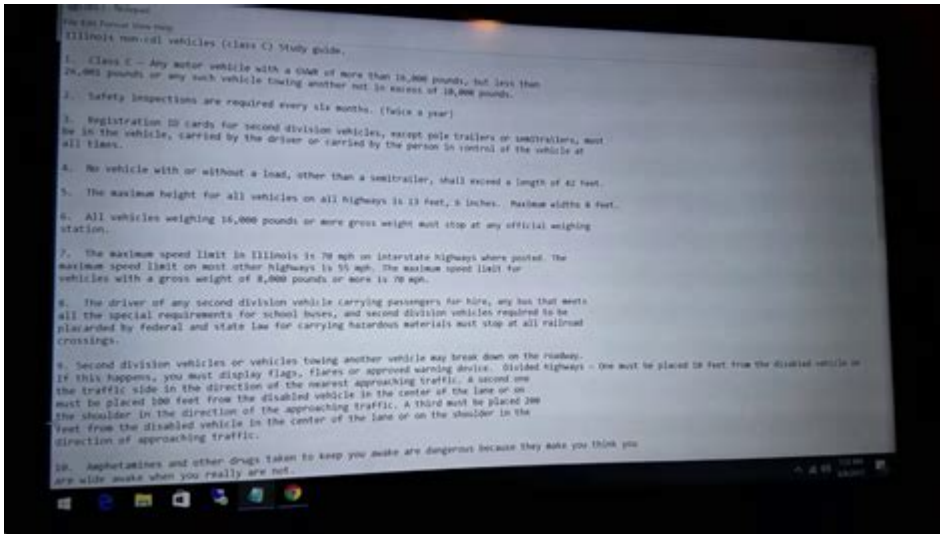 File Edit Format View Help
Illinois non-cdl vehicles (class C) Study guide.
1. Class C - Any motor vehicle with a GVWR of more than 16,000 pounds, but less than
26,001 pounds or any such vehicle towing another not in excess of 10,000 pounds.
2. Safety inspections are required every six months. (Twice a year)
3. Registration ID cards for second division vehicles, except pole trailers or semitrailers, must
be in the vehicle, carried by the driver or carried by the person in control of the vehicle at
all times.
4. No vehicle with or without a load, other than a semitrailer, shall exceed a length of 42 feet.
5. The maximum height for all vehicles on all highways is 13 feet, 6 inches. Maximum widths 8 feet.
6. All vehicles weighing 16,000 pounds or more gross weight must stop at any official weighing
station.
7. The maximum speed limit in Illinois is 70 mph on interstate highways where posted. The
maximum speed limit on most other highways is 55 mph. The maximum speed limit for
vehicles with a gross weight of 8,000 pounds or more is 70 mph.
8. The driver of any second division vehicle carrying passengers for hire, any bus that meets
all the special requirements for school buses, and second division vehicles required to be
placarded by federal and state law for carrying hazardous materials must stop at all railroad
crossings.
9. Second division vehicles or vehicles towing another vehicle may break down on the roadway.
If this happens, you must display flags, flares or approved warning device. Divided highways - One must be placed 10 feet from the disabled vehicle on
the traffic side in the direction of the nearest approaching traffic. A second one
must be placed 100 feet from the disabled vehicle in the center of the lane or on
the shoulder in the direction of the approaching traffic. A third must be placed 200
feet from the disabled vehicle in the center of the lane or on the shoulder in the
direction of approaching traffic.
10. Amphetamines and other drugs taken to keep you awake are dangerous because they make you think you
are wide awake when you really are not.